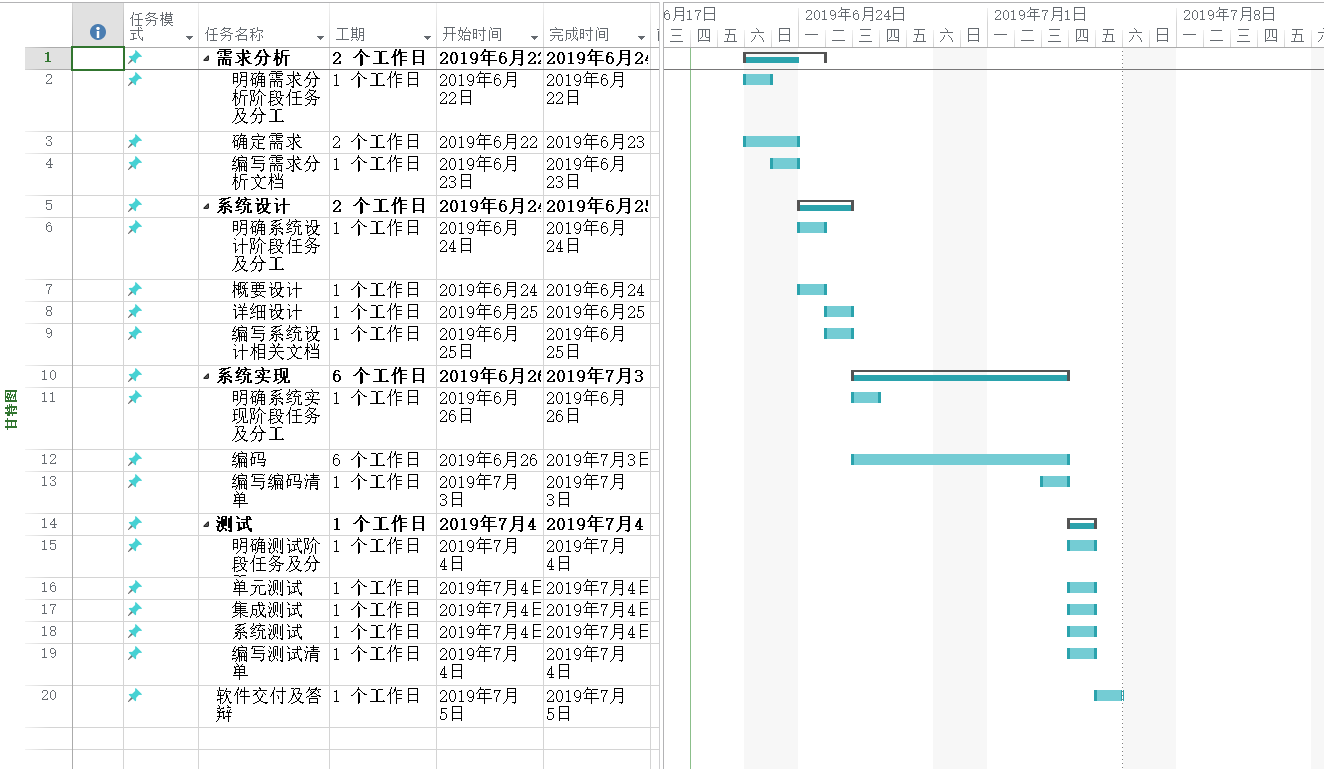 6月17日 2019年6月24日 2019年7月1日 2019年7月8日
任务模式 任务名称 工期 开始时间 完成时间
三 四 五 六 日 一 二 三 四 五 六 日 一 二 三 四 五 六 日 一 二 三 四 五
甘特图
1 需求分析 2 个工作日 2019年6月22 2019年6月24
2 明确需求分 1 个工作日 2019年6月 2019年6月
析阶段任务 22日 22日
及分工
3 确定需求 2 个工作日 2019年6月22 2019年6月23
4 编写需求分 1 个工作日 2019年6月 2019年6月
析文档 23日 23日
5 系统设计 2 个工作日 2019年6月24 2019年6月25
6 明确系统设 1 个工作日 2019年6月 2019年6月
计阶段任务 24日 24日
及分工
7 概要设计 1 个工作日 2019年6月24 2019年6月24
8 详细设计 1 个工作日 2019年6月25 2019年6月25
9 编写系统设 1 个工作日 2019年6月 2019年6月
计相关文档 25日 25日
10 系统实现 6 个工作日 2019年6月26 2019年7月3
11 明确系统实 1 个工作日 2019年6月 2019年6月
现阶段任务 26日 26日
及分工
12 编码 6 个工作日 2019年6月26 2019年7月3日
13 编写编码清 1 个工作日 2019年7月 2019年7月
单 3日 3日
14 测试 1 个工作日 2019年7月4 2019年7月4
15 明确测试阶 1 个工作日 2019年7月 2019年7月
段任务及分 4日 4日
16 单元测试 1 个工作日 2019年7月4日 2019年7月4日
17 集成测试 1 个工作日 2019年7月4日 2019年7月4日
18 系统测试 1 个工作日 2019年7月4日 2019年7月4日
19 编写测试清 1 个工作日 2019年7月 2019年7月
单 4日 4日
20 软件交付及答 1 个工作日 2019年7月 2019年7月
辩 5日 5日